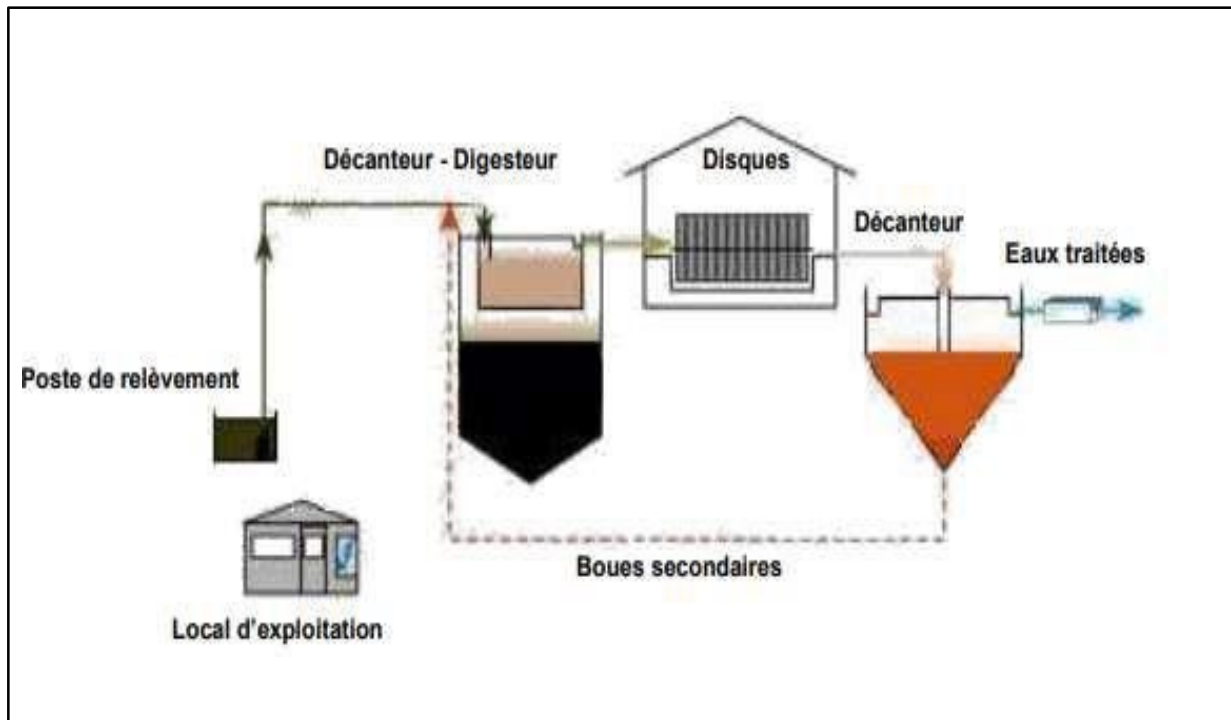 Décanteur - Digesteur
Disques
Décanteur
Eaux traitées
Poste de relèvement
Boues secondaires
Local d'exploitation